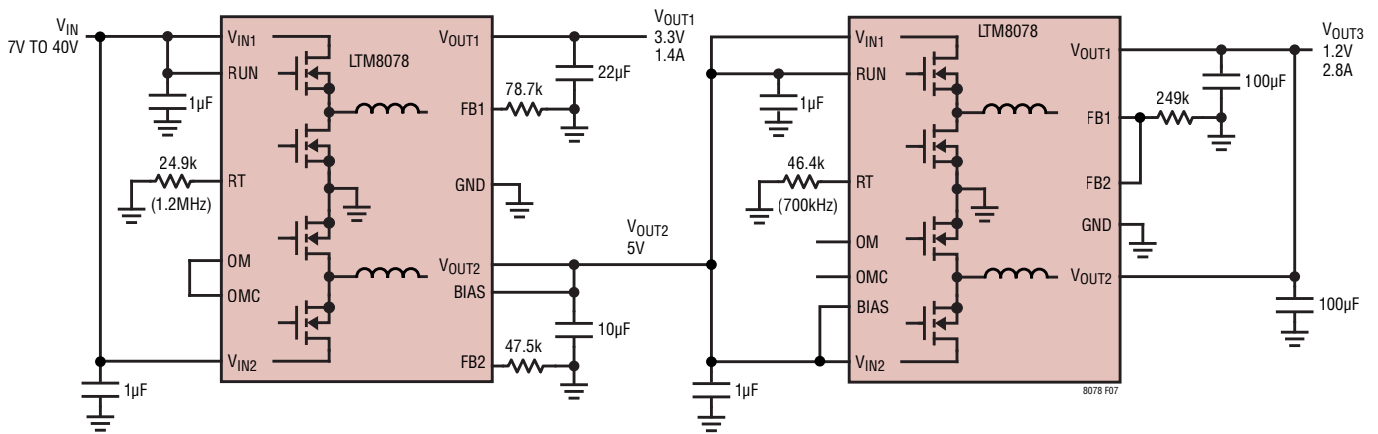 VIN
7V TO 40V
1µF
24.9k
(1.2MHz)
1µF
LTM8078
VIN1
RUN
RT
OM
OMC
VIN2
VOUT1
FB1
GND
VOUT2
BIAS
FB2
78.7k
22µF
VOUT1
3.3V
1.4A
VOUT2
5V
47.5k
10µF
1µF
46.4k
(700kHz)
1µF
LTM8078
VIN1
RUN
RT
OM
OMC
BIAS
VIN2
VOUT1
FB1
FB2
GND
VOUT2
249k
100µF
VOUT3
1.2V
2.8A
100µF
8078 F07